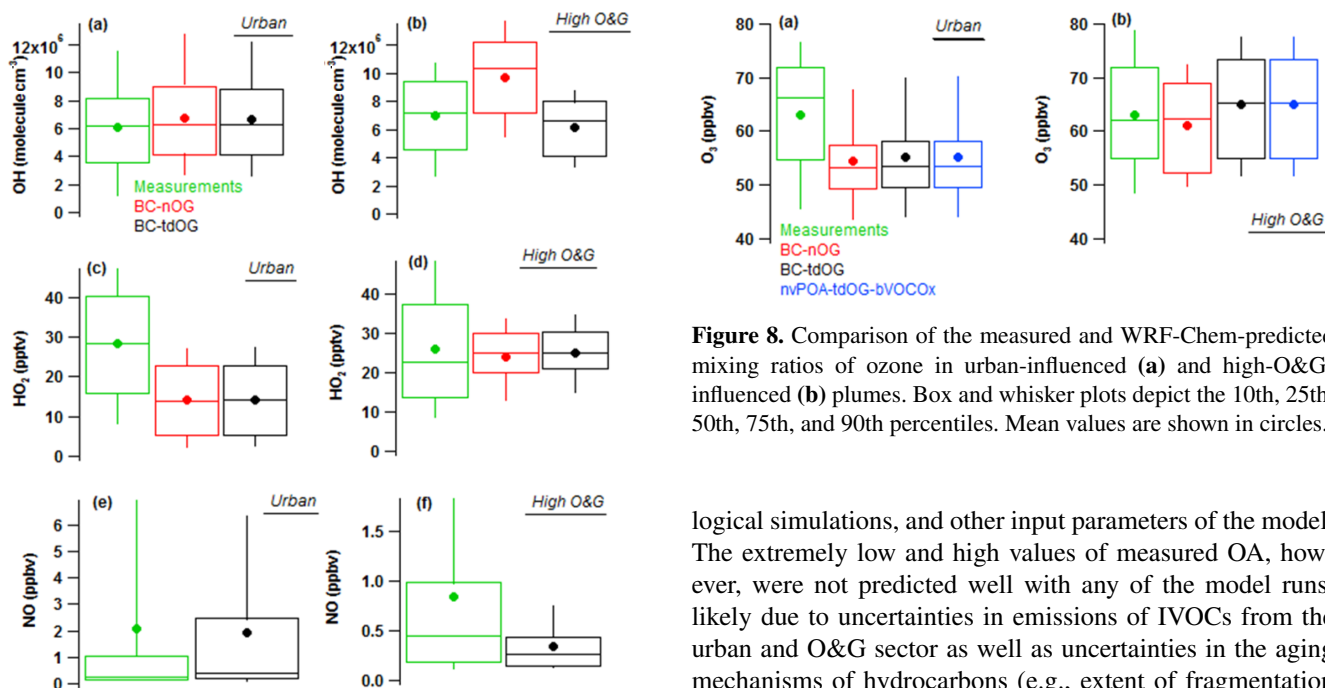 (a)
Urban
12x10⁶
10
8
6
4
2
0
OH (molecule cm⁻³)
Measurements
BC-nOG
BC-tdOG
(b)
High O&G
12x10⁶
10
8
6
4
2
0
OH (molecule cm⁻³)
(c)
Urban
40
30
20
10
0
HO₂ (pptv)
(d)
High O&G
40
30
20
10
0
HO₂ (pptv)
(e)
Urban
6
5
4
3
2
1
0
NO (ppbv)
(f)
High O&G
1.5
1.0
0.5
0.0
NO (ppbv)
(a)
Urban
80
70
60
50
40
O₃ (ppbv)
Measurements
BC-nOG
BC-tdOG
nvPOA-tdOG-bVOCOx
(b)
80
70
60
50
40
O₃ (ppbv)
High O&G
Figure 8. Comparison of the measured and WRF-Chem-predicted
mixing ratios of ozone in urban-influenced (a) and high-O&G
influenced (b) plumes. Box and whisker plots depict the 10th, 25th
50th, 75th, and 90th percentiles. Mean values are shown in circles.
logical simulations, and other input parameters of the model
The extremely low and high values of measured OA, how-
ever, were not predicted well with any of the model runs
likely due to uncertainties in emissions of IVOCs from the
urban and O&G sector as well as uncertainties in the aging
mechanisms of hydrocarbons (e.g., extent of fragmentation